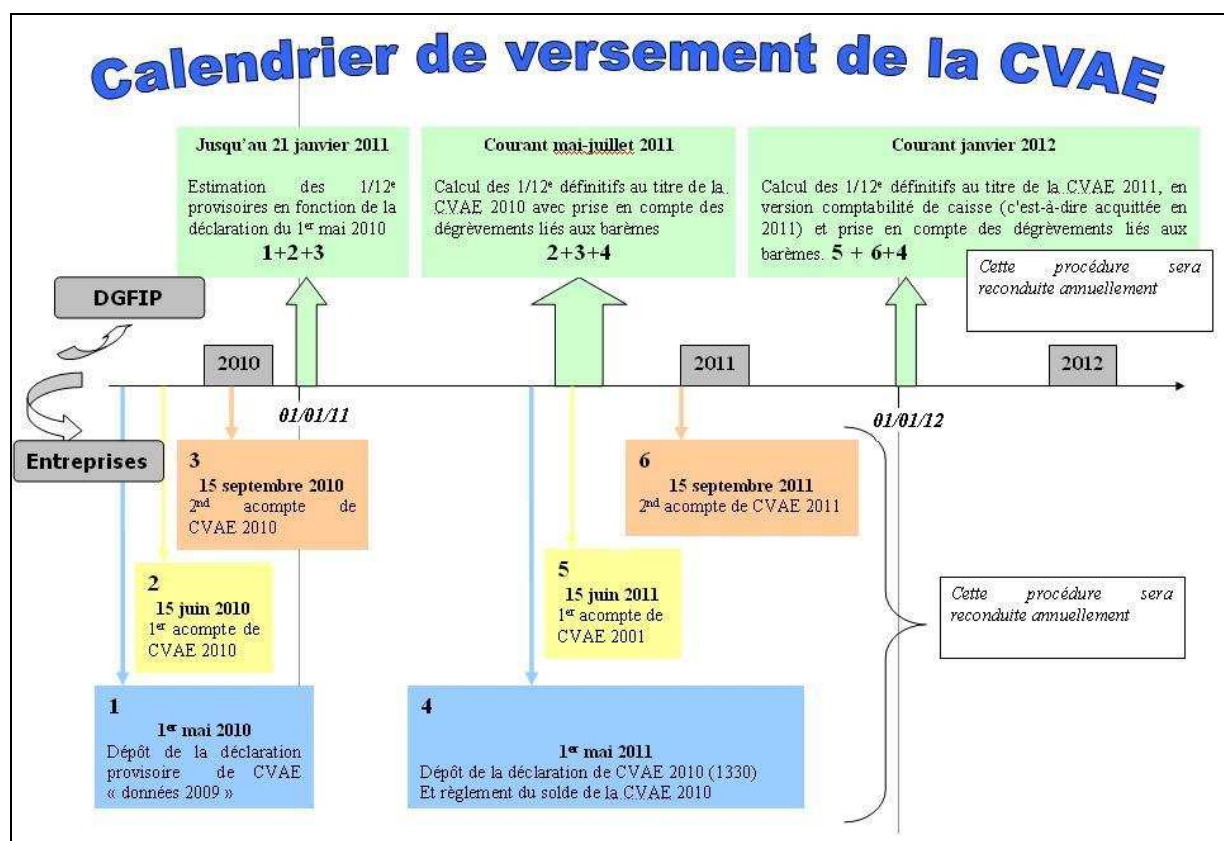 Calendrier de versement de la CVAE
Jusqu'au 21 janvier 2011
Estimation des 1/12e
provisoires en fonction de la
déclaration du 1er mai 2010
1+2+3
Courant mai-juillet 2011
Calcul des 1/12e définitifs au titre de la
CVAE 2010 avec prise en compte des
dégrèvements liés aux barèmes
2+3+4
Courant janvier 2012
Calcul des 1/12e définitifs au titre de la CVAE 2011, en
version comptabilité de caisse (c'est-à-dire acquittée en
2011) et prise en compte des dégrèvements liés aux
barèmes. 5 + 6+4
Cette procédure sera
reconduite annuellement
DGFIP
2010
2011
2012
01/01/11
01/01/12
Entreprises
3
15 septembre 2010
2nd acompte de
CVAE 2010
6
15 septembre 2011
2nd acompte de CVAE 2011
2
15 juin 2010
1er acompte de
CVAE 2010
5
15 juin 2011
1er acompte de
CVAE 2001
Cette procédure sera
reconduite annuellement
1
1er mai 2010
Dépôt de la déclaration
provisoire de CVAE
« données 2009 »
4
1er mai 2011
Dépôt de la déclaration de CVAE 2010 (1330)
Et règlement du solde de la CVAE 2010